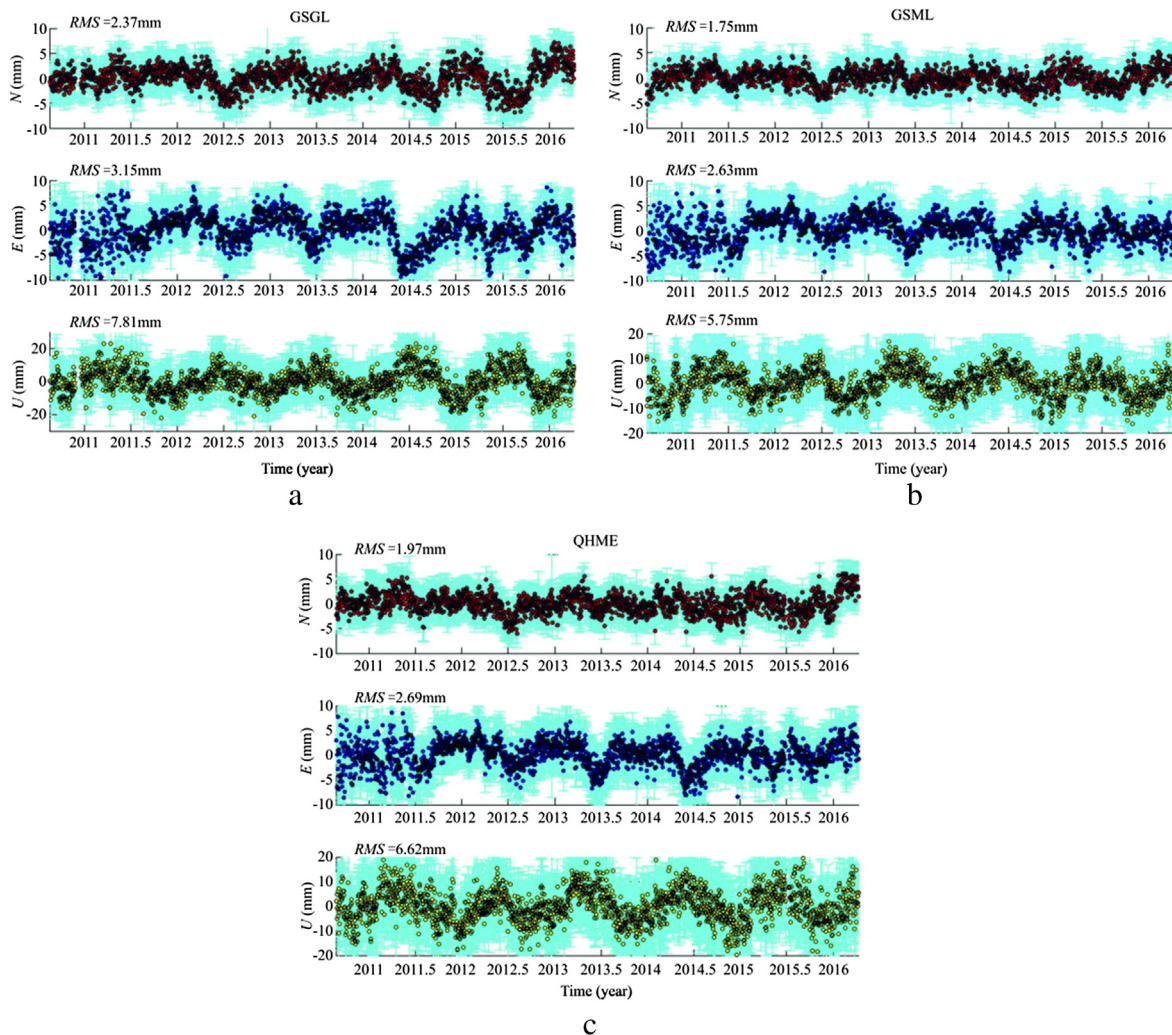 GSGL
RMS =2.37mm
10
5
0
-5
-10
N (mm)
2011 2011.5 2012 2012.5 2013 2013.5 2014 2014.5 2015 2015.5 2016
RMS =3.15mm
10
5
0
-5
-10
E (mm)
2011 2011.5 2012 2012.5 2013 2013.5 2014 2014.5 2015 2015.5 2016
RMS =7.81mm
20
0
-20
U (mm)
2011 2011.5 2012 2012.5 2013 2013.5 2014 2014.5 2015 2015.5 2016
Time (year)
a
GSML
RMS =1.75mm
10
5
0
-5
-10
N (mm)
2011 2011.5 2012 2012.5 2013 2013.5 2014 2014.5 2015 2015.5 2016
RMS =2.63mm
10
5
0
-5
-10
E (mm)
2011 2011.5 2012 2012.5 2013 2013.5 2014 2014.5 2015 2015.5 2016
RMS =5.75mm
20
10
0
-10
-20
U (mm)
2011 2011.5 2012 2012.5 2013 2013.5 2014 2014.5 2015 2015.5 2016
Time (year)
b
QHME
RMS =1.97mm
10
5
0
-5
-10
N (mm)
2011 2011.5 2012 2012.5 2013 2013.5 2014 2014.5 2015 2015.5 2016
RMS =2.69mm
10
5
0
-5
-10
E (mm)
2011 2011.5 2012 2012.5 2013 2013.5 2014 2014.5 2015 2015.5 2016
RMS =6.62mm
20
10
0
-10
-20
U (mm)
2011 2011.5 2012 2012.5 2013 2013.5 2014 2014.5 2015 2015.5 2016
Time (year)
c